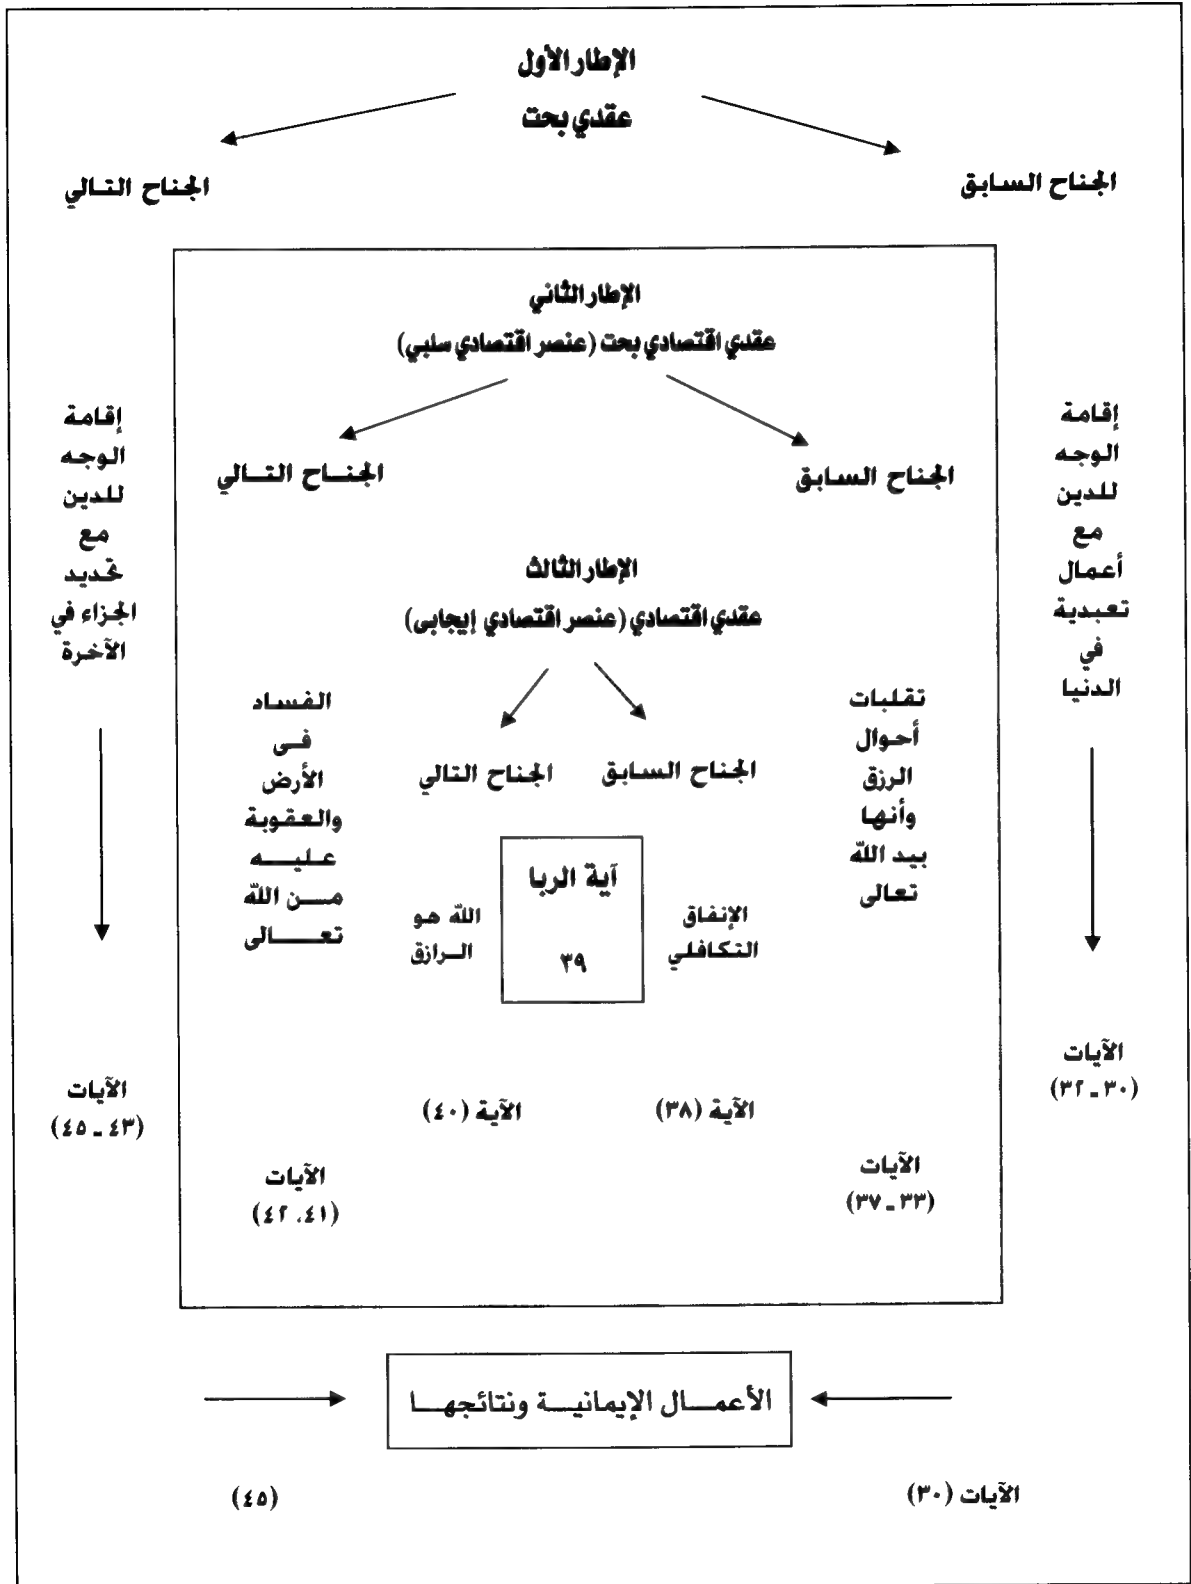 الإطار الأول
عقدي بحت
الجناح السابق
الجناح التالي
الإطار الثاني
عقدي اقتصادي بحت (عنصر اقتصادي سلبي)
الجناح السابق
الجناح التالي
الإطار الثالث
عقدي اقتصادي (عنصر اقتصادي إيجابى)
الجناح السابق
الجناح التالي
إقامة
الوجه
للدين
مع
أعمال
تعبدية
في
الدنيا
الآيات
(٣٠ ـ ٣٢)
تقلبات
أحوال
الرزق
وأنها
بيد الله
تعالى
الآيات
(٣٣ ـ ٣٧)
الإنفاق
التكافلي
الآية (٣٨)
آية الربا
٣٩
الله هو
الرازق
الآية (٤٠)
الفساد
فى
الأرض
والعقوبة
عليه
من الله
تعالى
الآيات
(٤١، ٤٢)
إقامة
الوجه
للدين
مع
تحديد
الجزاء في
الآخرة
الآيات
(٤٣ ـ ٤٥)
الأعمال الإيمانية ونتائجها
الآيات (٣٠)
(٤٥)